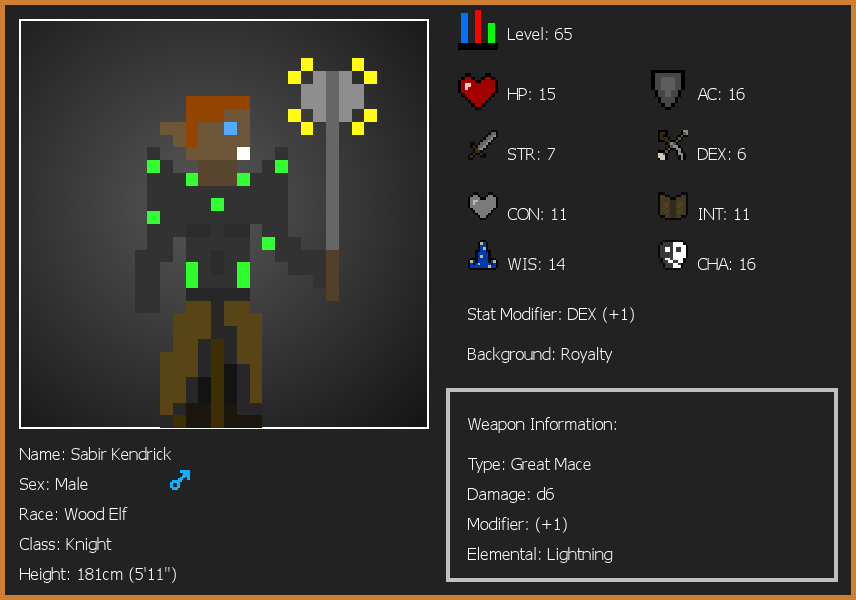 Level: 65
HP: 15
AC: 16
STR: 7
DEX: 6
CON: 11
INT: 11
WIS: 14
CHA: 16
Stat Modifier: DEX (+1)
Background: Royalty
Weapon Information:
Type: Great Mace
Damage: d6
Modifier: (+1)
Elemental: Lightning
Name: Sabir Kendrick
Sex: Male
Race: Wood Elf
Class: Knight
Height: 181cm (5'11")